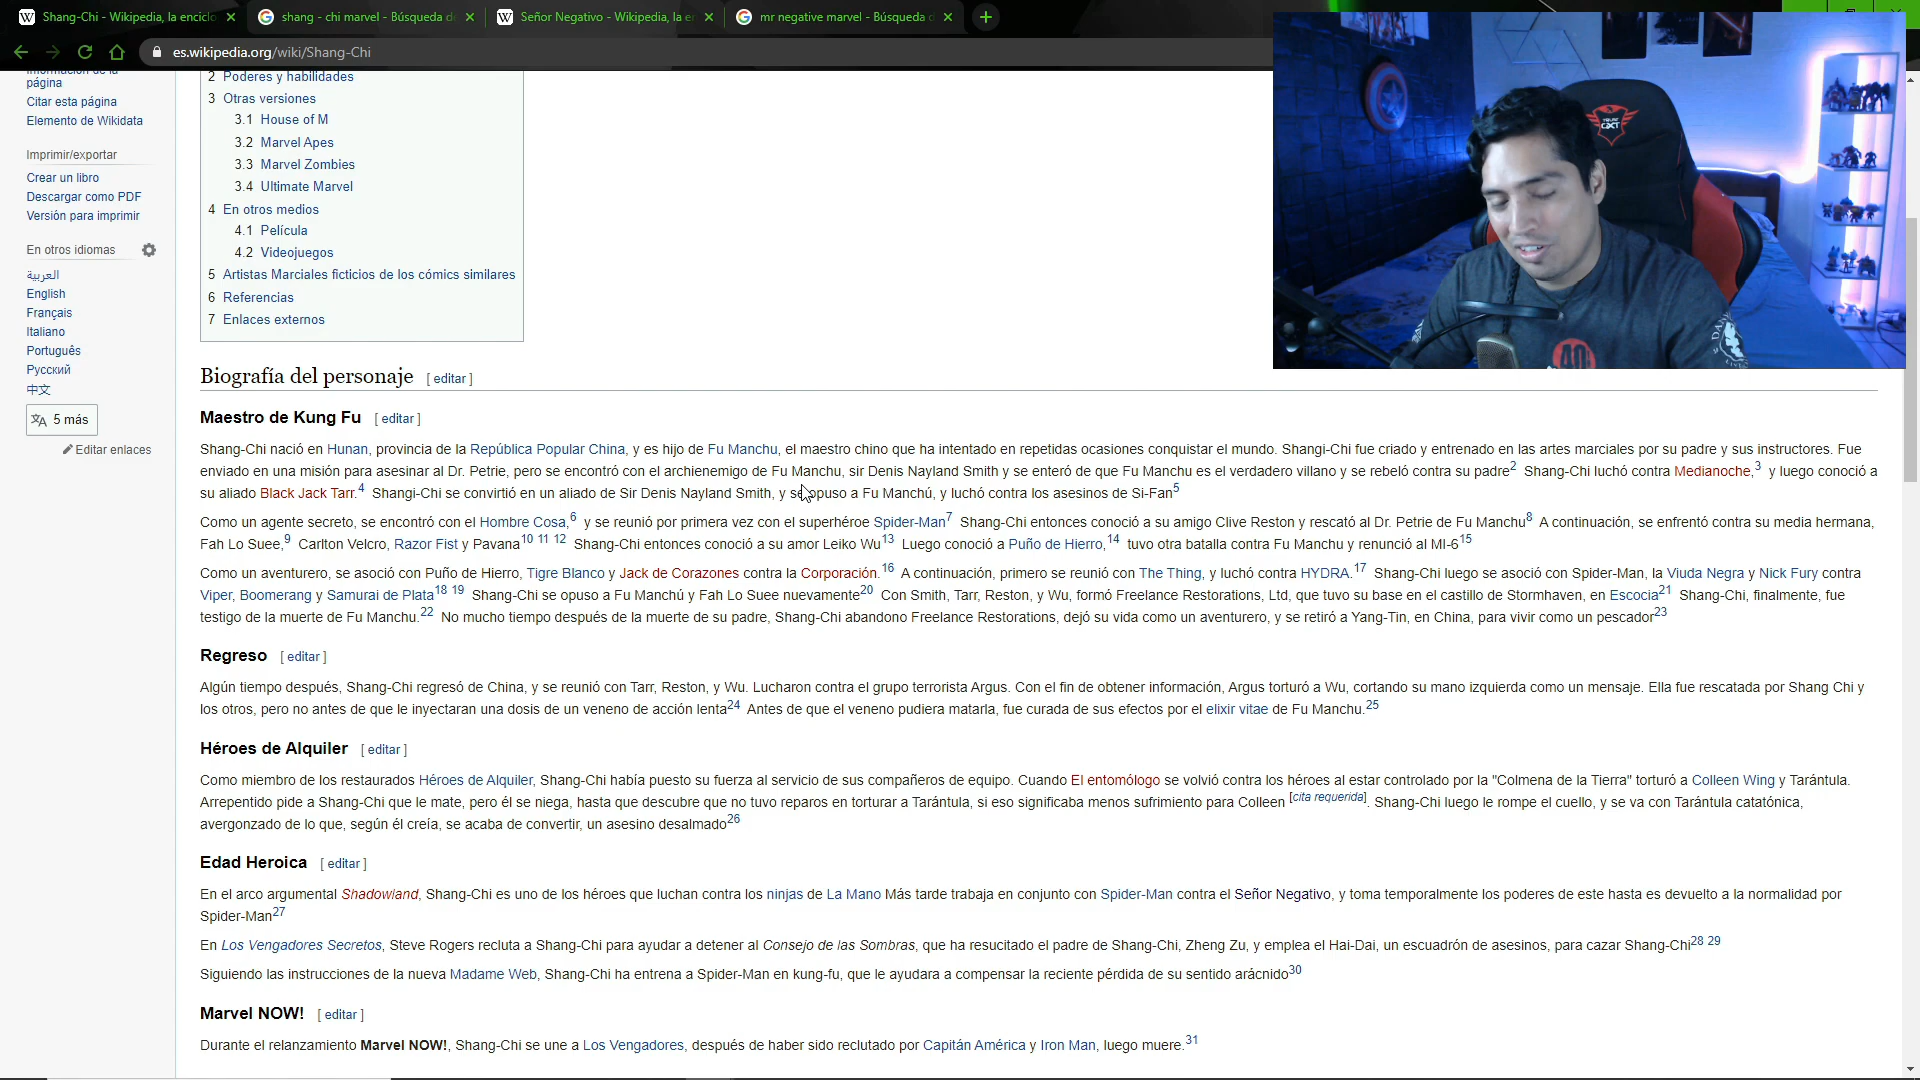 Shang-Chi - Wikipedia, la enciclo
shang - chi marvel - Búsqueda de
Señor Negativo - Wikipedia, la en
mr negative marvel - Búsqueda d
es.wikipedia.org/wiki/Shang-Chi
Información de la
página
Citar esta página
Elemento de Wikidata
Imprimir/exportar
Crear un libro
Descargar como PDF
Versión para imprimir
En otros idiomas
العربية
English
Français
Italiano
Português
Русский
中文
5 más
Editar enlaces
2 Poderes y habilidades
3 Otras versiones
3.1 House of M
3.2 Marvel Apes
3.3 Marvel Zombies
3.4 Ultimate Marvel
4 En otros medios
4.1 Película
4.2 Videojuegos
5 Artistas Marciales ficticios de los cómics similares
6 Referencias
7 Enlaces externos
Biografía del personaje [ editar ]
Maestro de Kung Fu [ editar ]
Shang-Chi nació en Hunan, provincia de la República Popular China, y es hijo de Fu Manchu, el maestro chino que ha intentado en repetidas ocasiones conquistar el mundo. Shangi-Chi fue criado y entrenado en las artes marciales por su padre y sus instructores. Fue
enviado en una misión para asesinar al Dr. Petrie, pero se encontró con el archienemigo de Fu Manchu, sir Denis Nayland Smith y se enteró de que Fu Manchu es el verdadero villano y se rebeló contra su padre2 Shang-Chi luchó contra Medianoche,3 y luego conoció a
su aliado Black Jack Tarr.4 Shangi-Chi se convirtió en un aliado de Sir Denis Nayland Smith, y se opuso a Fu Manchú, y luchó contra los asesinos de Si-Fan5
Como un agente secreto, se encontró con el Hombre Cosa,6 y se reunió por primera vez con el superhéroe Spider-Man7 Shang-Chi entonces conoció a su amigo Clive Reston y rescató al Dr. Petrie de Fu Manchu8 A continuación, se enfrentó contra su media hermana,
Fah Lo Suee,9 Carlton Velcro, Razor Fist y Pavana10 11 12 Shang-Chi entonces conoció a su amor Leiko Wu13 Luego conoció a Puño de Hierro,14 tuvo otra batalla contra Fu Manchu y renunció al MI-615
Como un aventurero, se asoció con Puño de Hierro, Tigre Blanco y Jack de Corazones contra la Corporación.16 A continuación, primero se reunió con The Thing, y luchó contra HYDRA.17 Shang-Chi luego se asoció con Spider-Man, la Viuda Negra y Nick Fury contra
Viper, Boomerang y Samurai de Plata18 19 Shang-Chi se opuso a Fu Manchú y Fah Lo Suee nuevamente20 Con Smith, Tarr, Reston, y Wu, formó Freelance Restorations, Ltd, que tuvo su base en el castillo de Stormhaven, en Escocia21 Shang-Chi, finalmente, fue
testigo de la muerte de Fu Manchu.22 No mucho tiempo después de la muerte de su padre, Shang-Chi abandono Freelance Restorations, dejó su vida como un aventurero, y se retiró a Yang-Tin, en China, para vivir como un pescador23
Regreso [ editar ]
Algún tiempo después, Shang-Chi regresó de China, y se reunió con Tarr, Reston, y Wu. Lucharon contra el grupo terrorista Argus. Con el fin de obtener información, Argus torturó a Wu, cortando su mano izquierda como un mensaje. Ella fue rescatada por Shang Chi y
los otros, pero no antes de que le inyectaran una dosis de un veneno de acción lenta24 Antes de que el veneno pudiera matarla, fue curada de sus efectos por el elixir vitae de Fu Manchu.25
Héroes de Alquiler [ editar ]
Como miembro de los restaurados Héroes de Alquiler, Shang-Chi había puesto su fuerza al servicio de sus compañeros de equipo. Cuando El entomólogo se volvió contra los héroes al estar controlado por la "Colmena de la Tierra" torturó a Colleen Wing y Tarántula.
Arrepentido pide a Shang-Chi que le mate, pero él se niega, hasta que descubre que no tuvo reparos en torturar a Tarántula, si eso significaba menos sufrimiento para Colleen [cita requerida]. Shang-Chi luego le rompe el cuello, y se va con Tarántula catatónica,
avergonzado de lo que, según él creía, se acaba de convertir, un asesino desalmado26
Edad Heroica [ editar ]
En el arco argumental Shadowland, Shang-Chi es uno de los héroes que luchan contra los ninjas de La Mano Más tarde trabaja en conjunto con Spider-Man contra el Señor Negativo, y toma temporalmente los poderes de este hasta es devuelto a la normalidad por
Spider-Man27
En Los Vengadores Secretos, Steve Rogers recluta a Shang-Chi para ayudar a detener al Consejo de las Sombras, que ha resucitado el padre de Shang-Chi, Zheng Zu, y emplea el Hai-Dai, un escuadrón de asesinos, para cazar Shang-Chi28 29
Siguiendo las instrucciones de la nueva Madame Web, Shang-Chi ha entrena a Spider-Man en kung-fu, que le ayudara a compensar la reciente pérdida de su sentido arácnido30
Marvel NOW! [ editar ]
Durante el relanzamiento Marvel NOW!, Shang-Chi se une a Los Vengadores, después de haber sido reclutado por Capitán América y Iron Man, luego muere.31